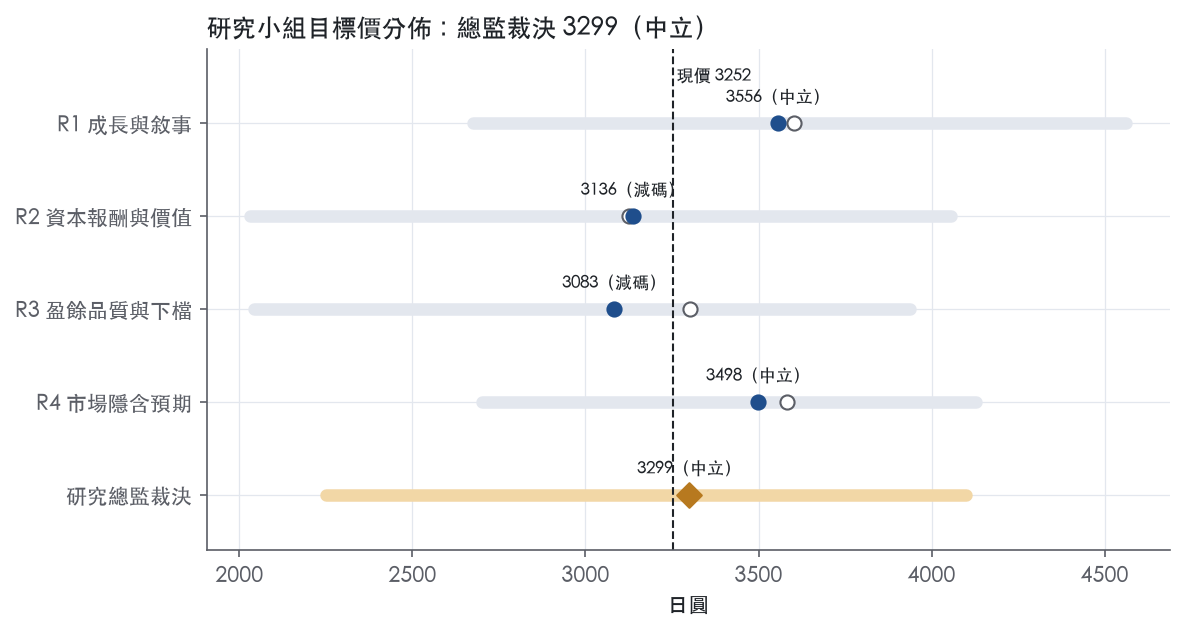 研究小組目標價分佈：總監裁決 3299（中立）
現價 3252
3556（中立）
R1 成長與敘事
3136（減碼）
R2 資本報酬與價值
3083（減碼）
R3 盈餘品質與下檔
3498（中立）
R4 市場隱含預期
3299（中立）
研究總監裁決
2000 2500 3000 3500 4000 4500
日圓